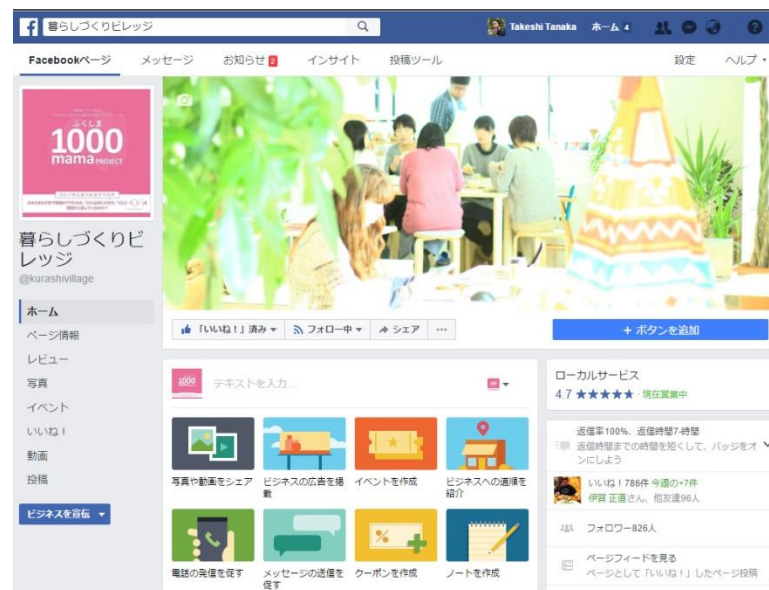 暮らしづくりビレッジ
Takeshi Tanaka
ホーム 4
Facebookページ
メッセージ
お知らせ 2
インサイト
投稿ツール
設定
ヘルプ
ふくしま
1000
mama PROJECT
暮らしづくりビ
レッジ
@kurashivillage
ホーム
ページ情報
レビュー
写真
イベント
いいね！
動画
投稿
ビジネスを宣伝
「いいね！」済み
フォロー中
シェア
+ ボタンを追加
1000
テキストを入力...
写真や動画をシェア
ビジネスの広告を掲
載
イベントを作成
ビジネスへの道順を
紹介
電話の発信を促す
メッセージの送信を
促す
クーポンを作成
ノートを作成
ローカルサービス
4.7 ★★★★★ · 現在営業中
返信率100%、返信時間7-時間
返信時間までの時間を短くして、バッジをオ
ンにしよう
いいね！786件 今週の+7件
伊賀 正直さん、他友達96人
フォロワー826人
ページフィードを見る
ページとして「いいね！」したページ投稿